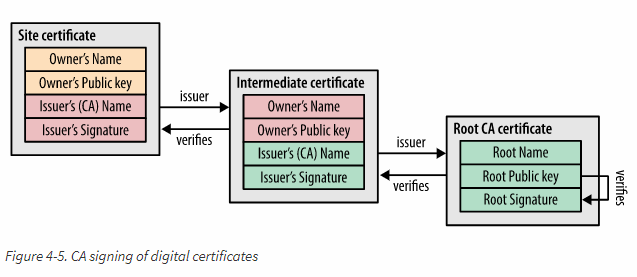 Site certificate
Owner's Name
Owner's Public key
Issuer's (CA) Name
Issuer's Signature
issuer
verifies
Intermediate certificate
Owner's Name
Owner's Public key
Issuer's (CA) Name
Issuer's Signature
issuer
verifies
Root CA certificate
Root Name
Root Public key
Root Signature
verifies
Figure 4-5. CA signing of digital certificates